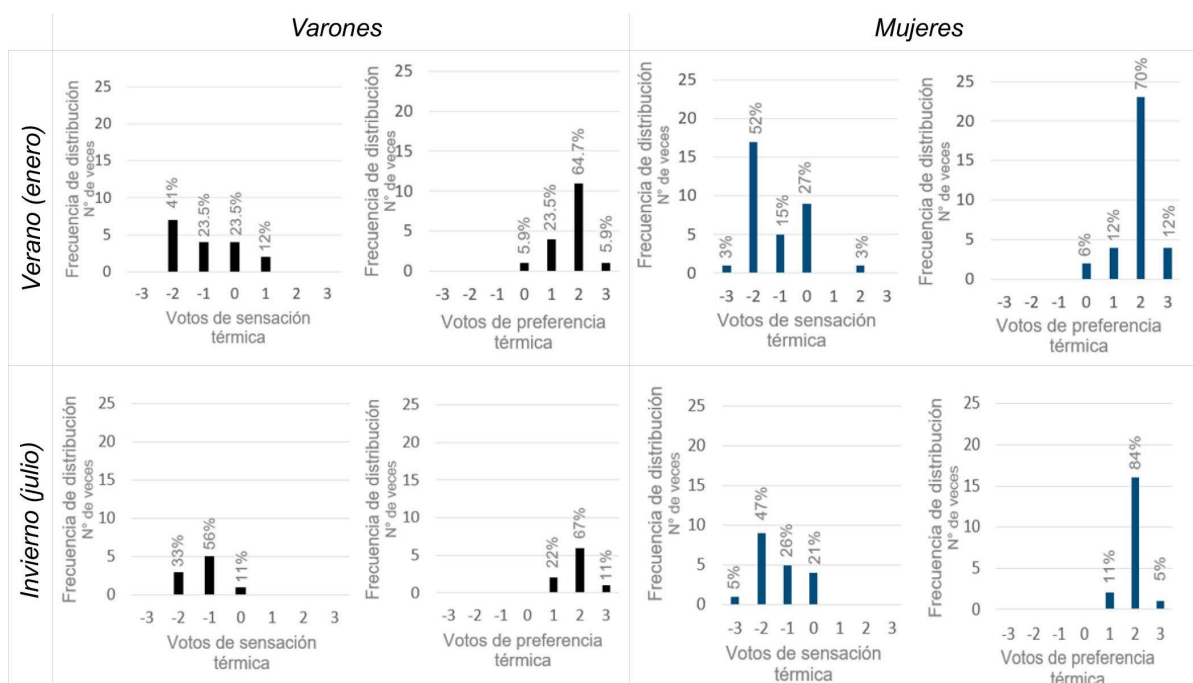 Varones
Mujeres
Verano (enero)
Frecuencia de distribución
N° de veces
25
20
15
10
5
0
41%
23.5%
23.5%
12%
-3 -2 -1 0 1 2 3
Votos de sensación
térmica
Frecuencia de distribución
N° de veces
25
20
15
10
5
0
5.9%
23.5%
64.7%
5.9%
-3 -2 -1 0 1 2 3
Votos de preferencia
térmica
Frecuencia de distribución
N° de veces
25
20
15
10
5
0
3%
52%
15%
27%
3%
-3 -2 -1 0 1 2 3
Votos de sensación
térmica
Frecuencia de distribución
N° de veces
25
20
15
10
5
0
6%
12%
70%
12%
-3 -2 -1 0 1 2 3
Votos de preferencia
térmica
Invierno (julio)
Frecuencia de distribución
N° de veces
25
20
15
10
5
0
33%
56%
11%
-3 -2 -1 0 1 2 3
Votos de sensación
térmica
Frecuencia de distribución
N° de veces
25
20
15
10
5
0
22%
67%
11%
-3 -2 -1 0 1 2 3
Votos de preferencia
térmica
Frecuencia de distribución
N° de veces
25
20
15
10
5
0
5%
47%
26%
21%
-3 -2 -1 0 1 2 3
Votos de sensación
térmica
Frecuencia de distribución
N° de veces
25
20
15
10
5
0
11%
84%
5%
-3 -2 -1 0 1 2 3
Votos de preferencia
térmica